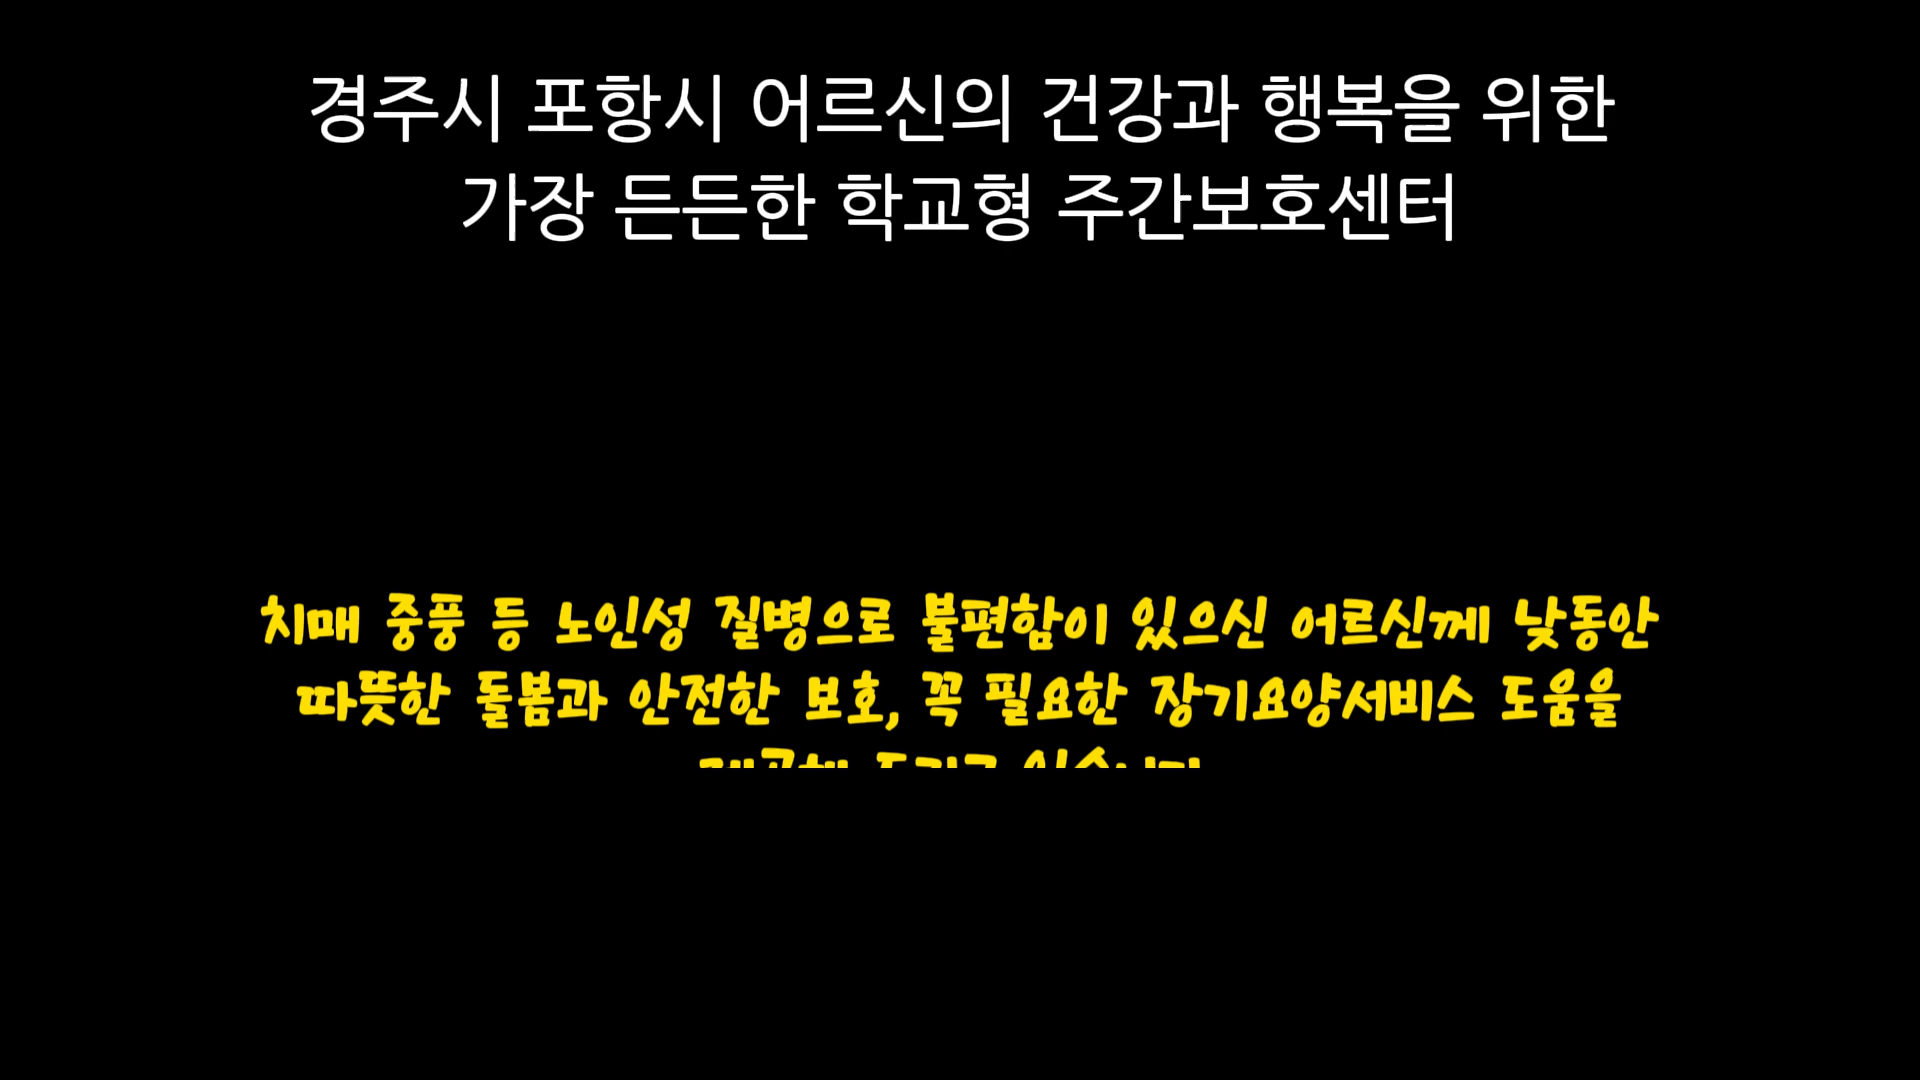 경주시 포항시 어르신의 건강과 행복을 위한
가장 든든한 학교형 주간보호센터
치매 중풍 등 노인성 질병으로 불편함이 있으신 어르신께 낮동안
따뜻한 돌봄과 안전한 보호, 꼭 필요한 장기요양서비스 도움을